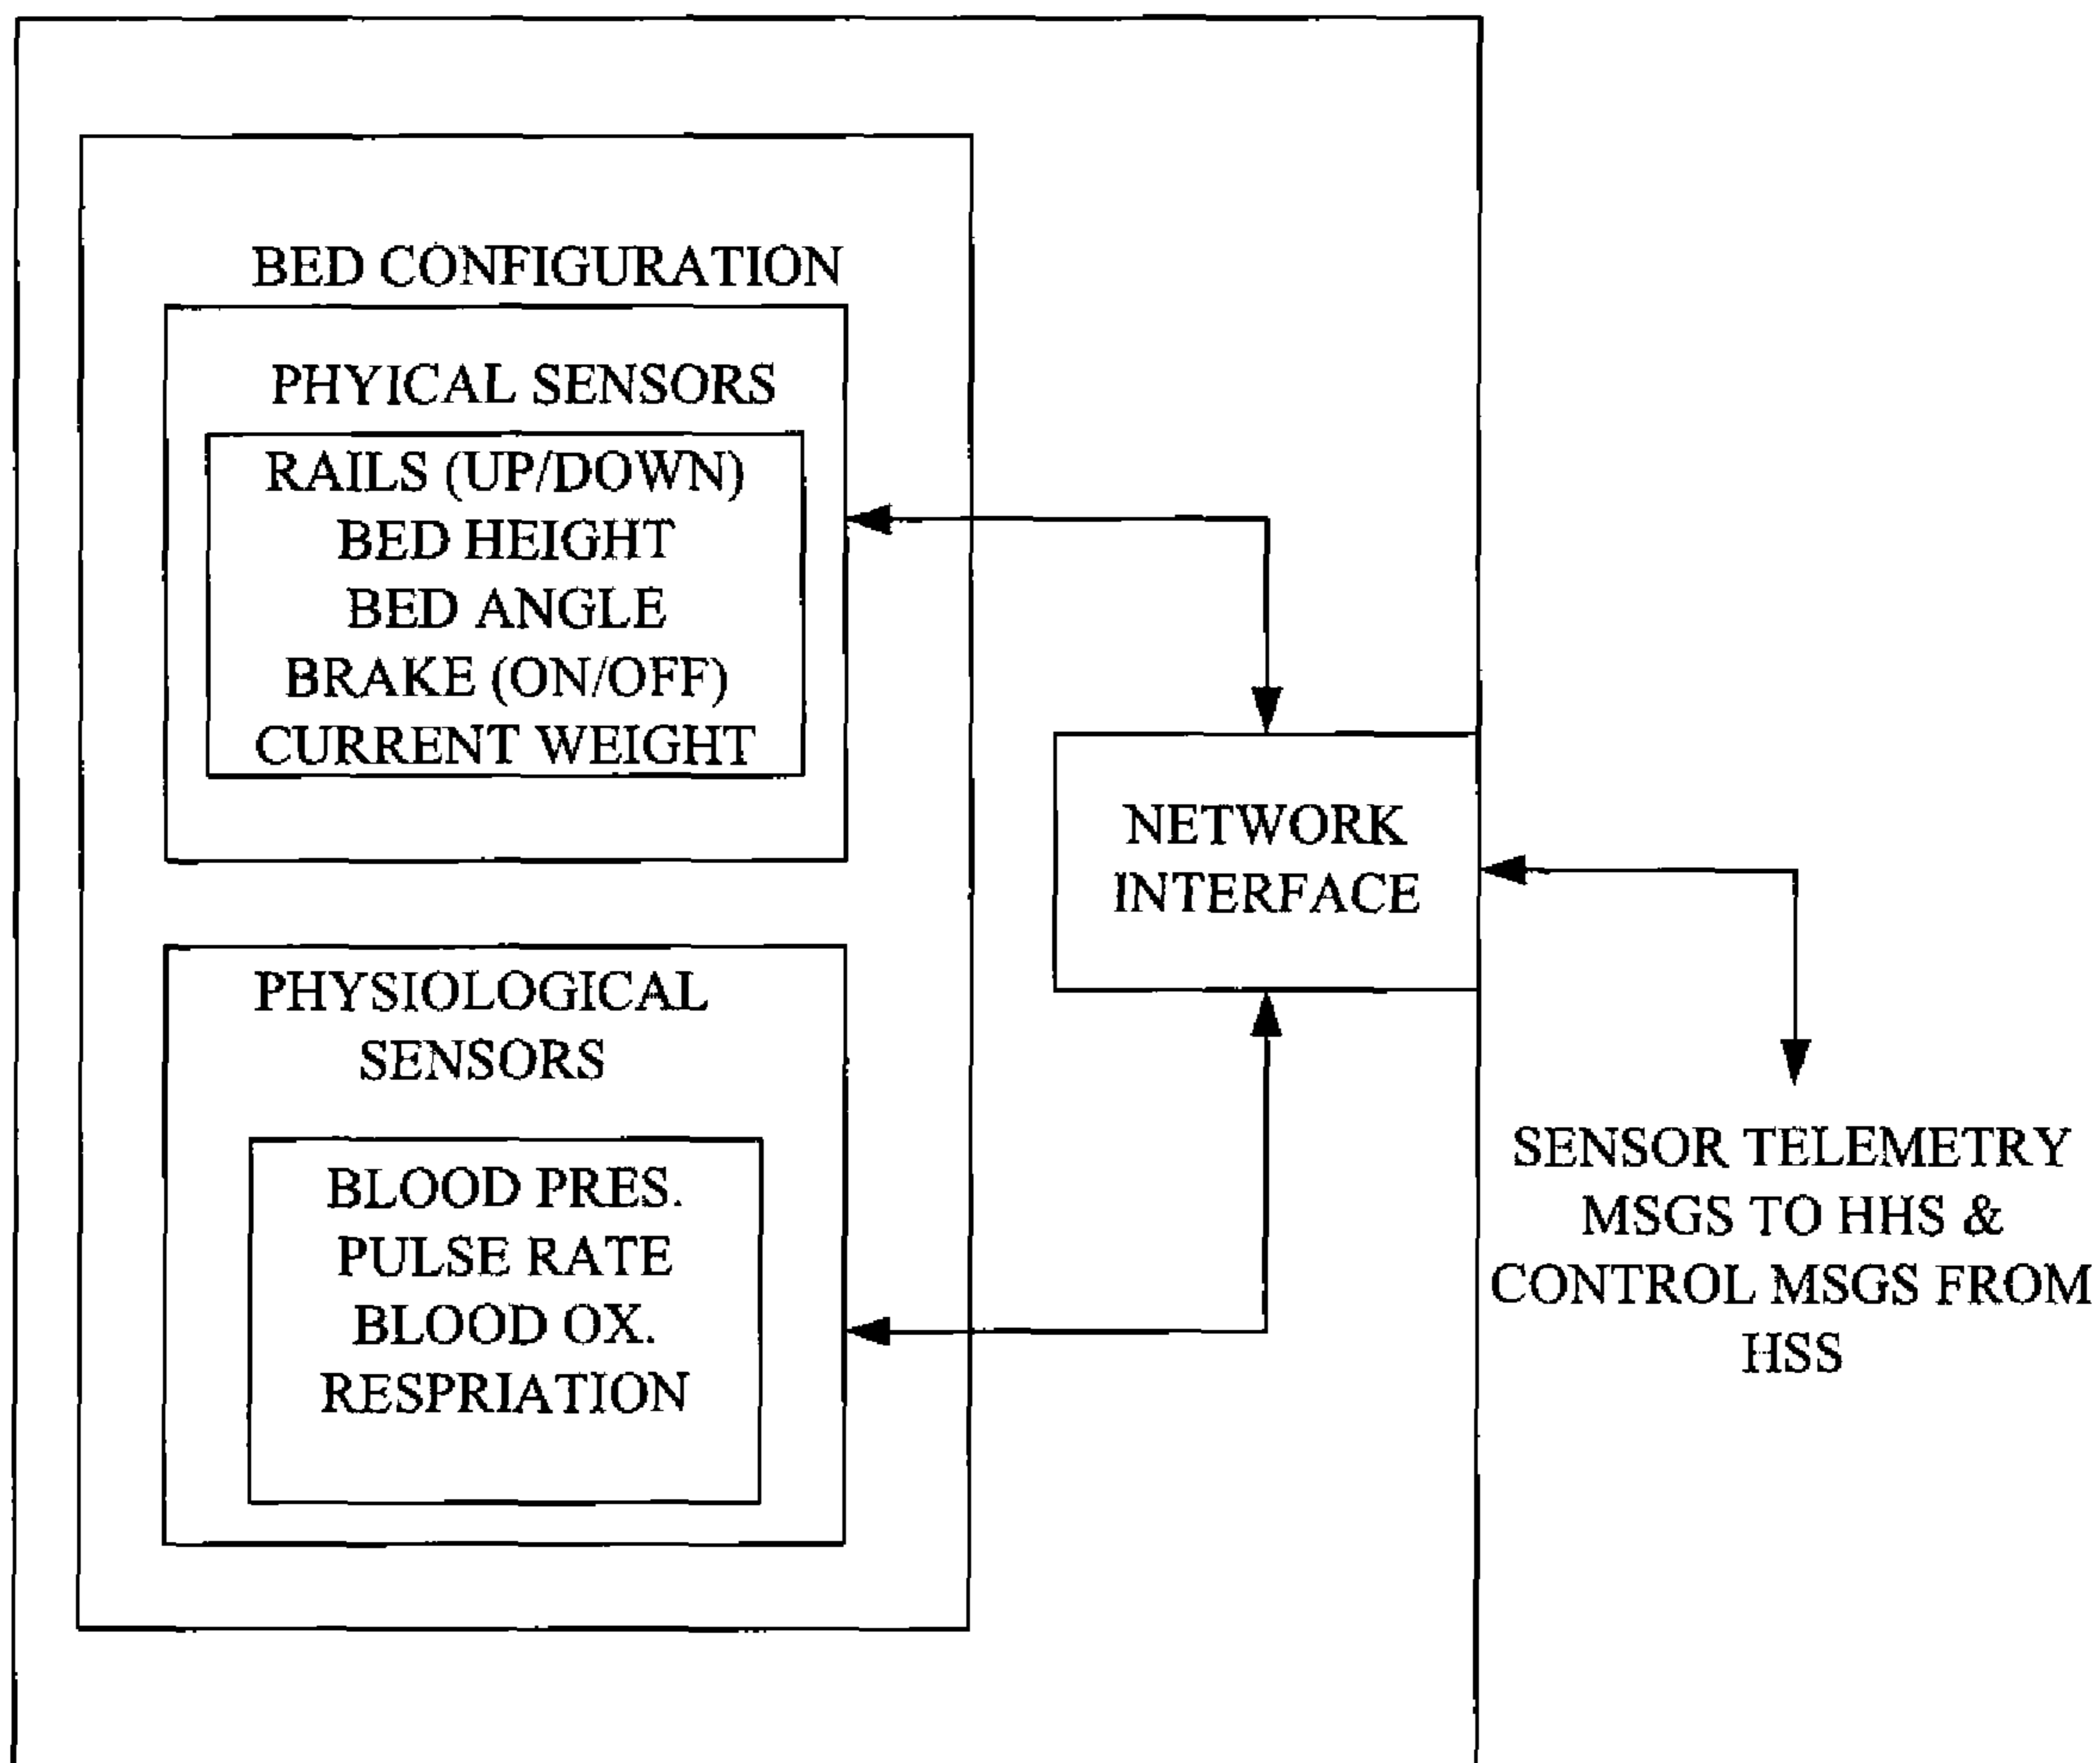 BED CONFIGURATION
PHYICAL SENSORS
RAILS (UP/DOWN)
BED HEIGHT
BED ANGLE
BRAKE (ON/OFF)
CURRENT WEIGHT
NETWORK
INTERFACE
PHYSIOLOGICAL
SENSORS
BLOOD PRES.
PULSE RATE
BLOOD OX.
RESPRIATION
SENSOR TELEMETRY
MSGS TO HHS &
CONTROL MSGS FROM
HSS